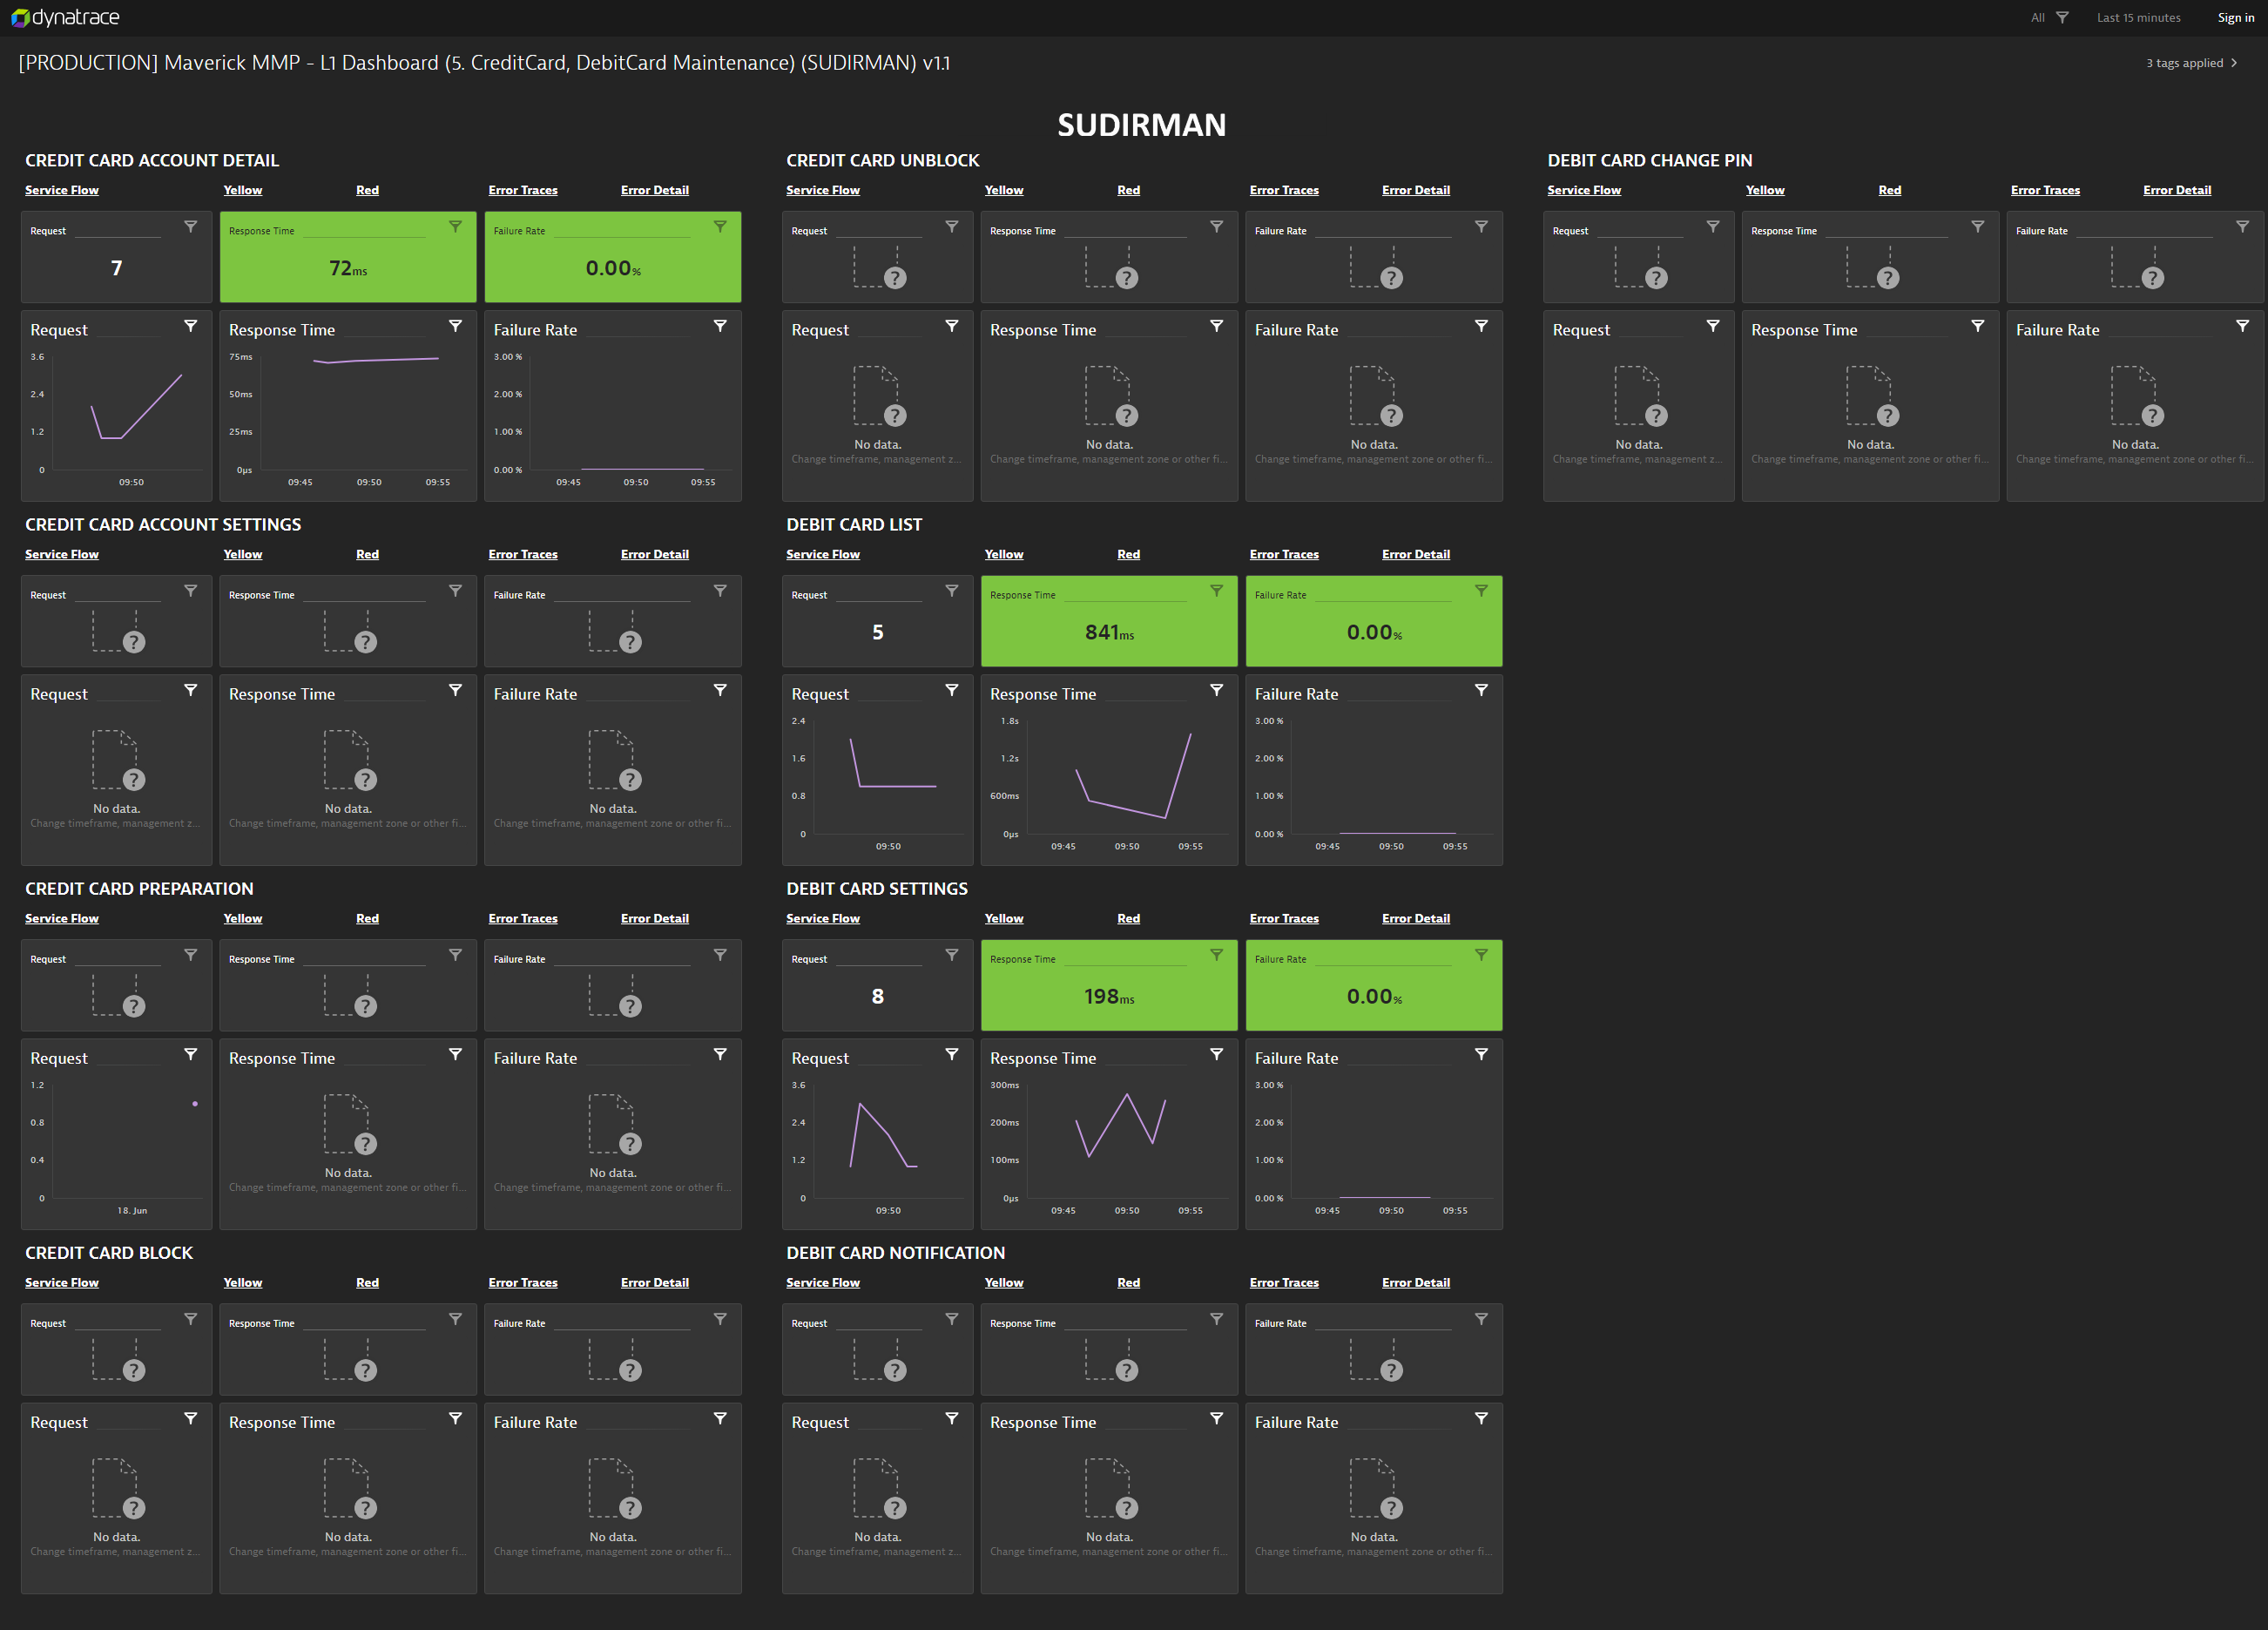 dynatrace
All
Last 15 minutes
Sign in
[PRODUCTION] Maverick MMP - L1 Dashboard (5. CreditCard, DebitCard Maintenance) (SUDIRMAN) v1.1
3 tags applied
SUDIRMAN
CREDIT CARD ACCOUNT DETAIL
Service Flow Yellow Red Error Traces Error Detail
Request Response Time Failure Rate
7 72ms 0.00%
Request Response Time Failure Rate
3.6 75ms 3.00 %
2.4 50ms 2.00 %
1.2 25ms 1.00 %
0 0µs 0.00 %
09:50 09:45 09:50 09:55 09:45 09:50 09:55
CREDIT CARD UNBLOCK
Service Flow Yellow Red Error Traces Error Detail
Request Response Time Failure Rate
? ? ?
Request Response Time Failure Rate
? ? ?
No data. No data. No data.
Change timeframe, management z... Change timeframe, management zone or other fi... Change timeframe, management zone or other fi...
DEBIT CARD CHANGE PIN
Service Flow Yellow Red Error Traces Error Detail
Request Response Time Failure Rate
? ? ?
Request Response Time Failure Rate
? ? ?
No data. No data. No data.
Change timeframe, management z... Change timeframe, management zone or other fi... Change timeframe, management zone or other fi...
CREDIT CARD ACCOUNT SETTINGS
Service Flow Yellow Red Error Traces Error Detail
Request Response Time Failure Rate
? ? ?
Request Response Time Failure Rate
? ? ?
No data. No data. No data.
Change timeframe, management z... Change timeframe, management zone or other fi... Change timeframe, management zone or other fi...
DEBIT CARD LIST
Service Flow Yellow Red Error Traces Error Detail
Request Response Time Failure Rate
5 841ms 0.00%
Request Response Time Failure Rate
2.4 1.8s 3.00 %
1.6 1.2s 2.00 %
0.8 600ms 1.00 %
0 0µs 0.00 %
09:50 09:45 09:50 09:55 09:45 09:50 09:55
CREDIT CARD PREPARATION
Service Flow Yellow Red Error Traces Error Detail
Request Response Time Failure Rate
? ? ?
Request Response Time Failure Rate
1.2
0.8
0.4 ? ?
0 No data. No data.
Change timeframe, management zone or other fi... Change timeframe, management zone or other fi...
18. Jun
DEBIT CARD SETTINGS
Service Flow Yellow Red Error Traces Error Detail
Request Response Time Failure Rate
8 198ms 0.00%
Request Response Time Failure Rate
3.6 300ms 3.00 %
2.4 200ms 2.00 %
1.2 100ms 1.00 %
0 0µs 0.00 %
09:50 09:45 09:50 09:55 09:45 09:50 09:55
CREDIT CARD BLOCK
Service Flow Yellow Red Error Traces Error Detail
Request Response Time Failure Rate
? ? ?
Request Response Time Failure Rate
? ? ?
No data. No data. No data.
Change timeframe, management z... Change timeframe, management zone or other fi... Change timeframe, management zone or other fi...
DEBIT CARD NOTIFICATION
Service Flow Yellow Red Error Traces Error Detail
Request Response Time Failure Rate
? ? ?
Request Response Time Failure Rate
? ? ?
No data. No data. No data.
Change timeframe, management z... Change timeframe, management zone or other fi... Change timeframe, management zone or other fi...